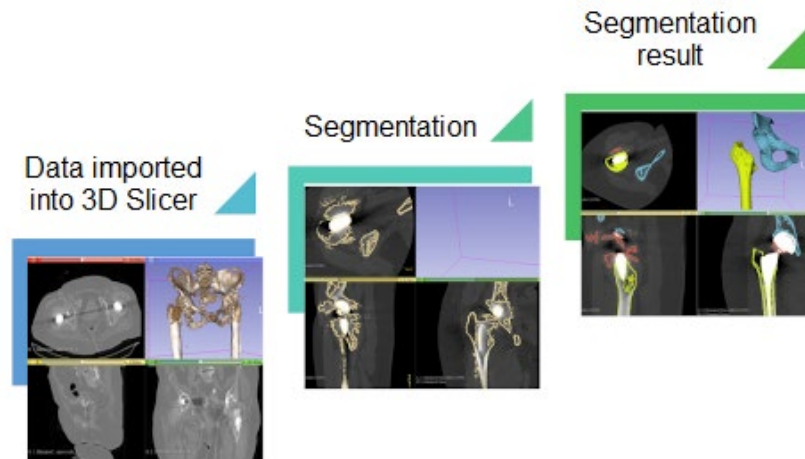 Segmentation
result
Segmentation
Data imported
into 3D Slicer
L
L
L